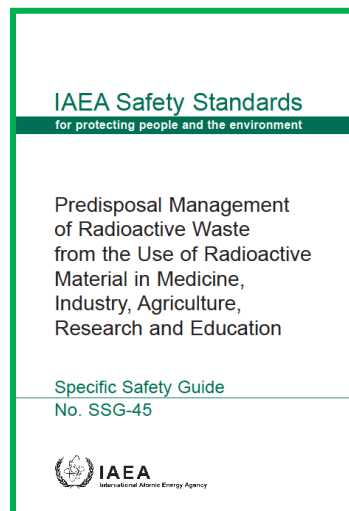 IAEA Safety Standards
for protecting people and the environment
Predisposal Management
of Radioactive Waste
from the Use of Radioactive
Material in Medicine,
Industry, Agriculture,
Research and Education
Specific Safety Guide
No. SSG-45
IAEA
International Atomic Energy Agency